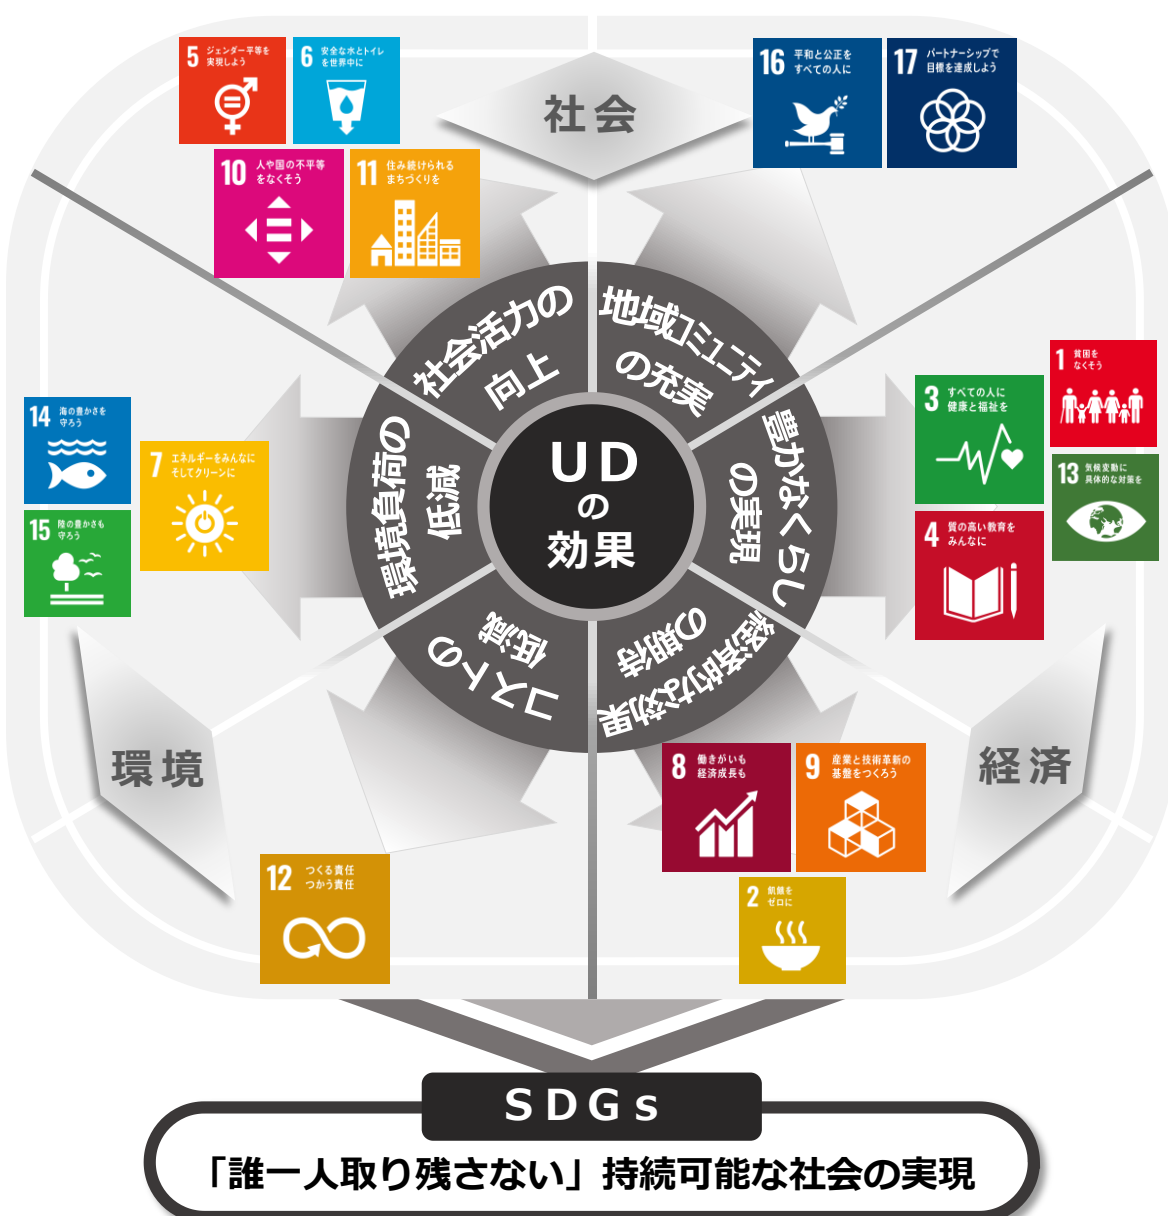 5 ジェンダー平等を
実現しよう
6 安全な水とトイレ
を世界中に
社会
16 平和と公正を
すべての人に
17 パートナーシップで
目標を達成しよう
10 人や国の不平等
をなくそう
11 住み続けられる
まちづくりを
社会活力の
向上
地域コミュニティ
の充実
14 海の豊かさを
守ろう
7 エネルギーをみんなに
そしてクリーンに
15 陸の豊かさも
守ろう
環境負荷の
低減
UD
の
効果
豊かなくらし
の実現
3 すべての人に
健康と福祉を
1 貧困を
なくそう
13 気候変動に
具体的な対策を
4 質の高い教育を
みんなに
コストの
低減
経済的な効果
の期待
環境
経済
8 働きがいも
経済成長も
9 産業と技術革新の
基盤をつくろう
12 つくる責任
つかう責任
2 飢餓を
ゼロに
SDGs
「誰一人取り残さない」持続可能な社会の実現